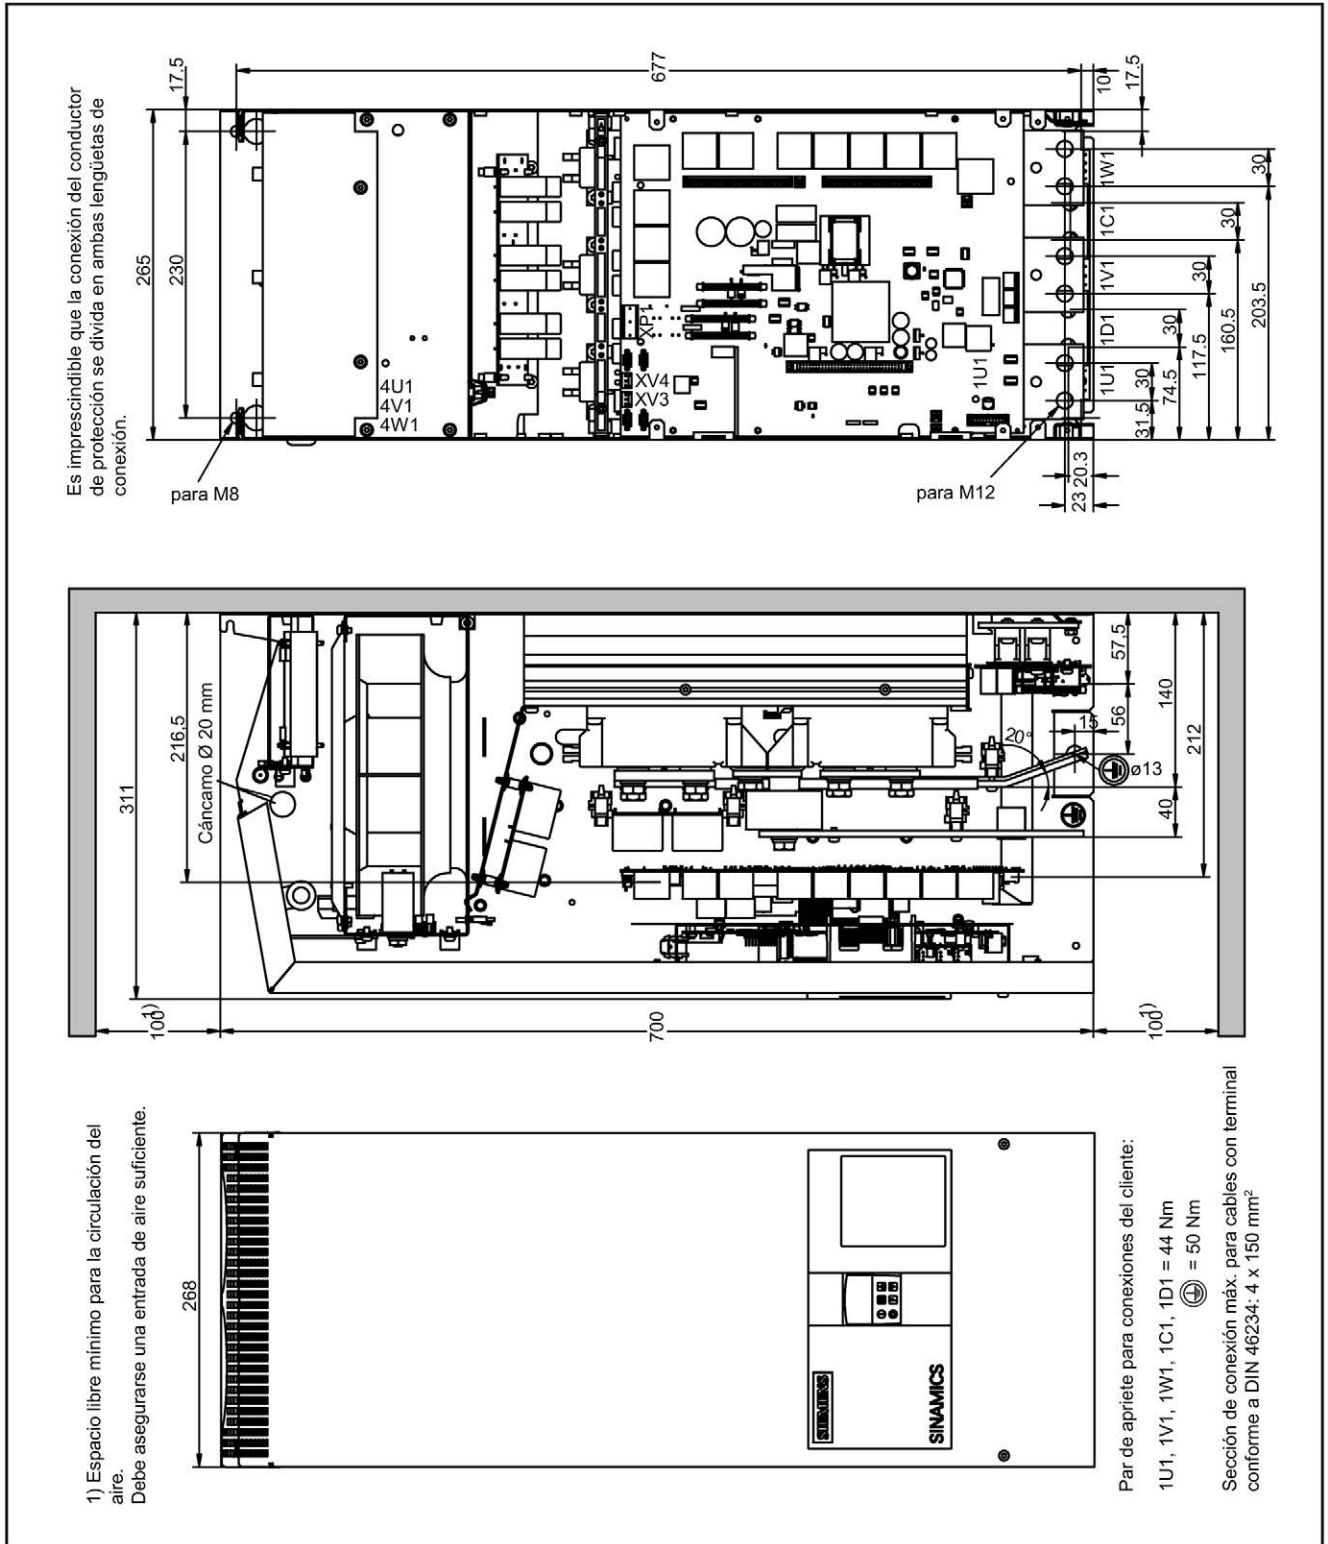 1) Espacio libre mínimo para la circulación del
aire.
Debe asegurarse una entrada de aire suficiente.
268
SIEMENS
SINAMICS
Par de apriete para conexiones del cliente:
1U1, 1V1, 1W1, 1C1, 1D1 = 44 Nm
= 50 Nm
Sección de conexión máx. para cables con terminal
conforme a DIN 46234: 4 x 150 mm²
311
216,5
Cáncamo Ø 20 mm
100 1)
700
100 1)
57,5
56
15
140
212
20°
ø13
40
Es imprescindible que la conexión del conductor
de protección se divida en ambas lengüetas de
conexión.
17.5
265
230
677
10
17.5
4U1
4V1
4W1
para M8
XP1
XV4
XV3
1U1
para M12
1W1
1C1
1V1
1D1
1U1
30
30
30
30
30
31.5
74.5
117.5
160.5
203.5
20.3
23